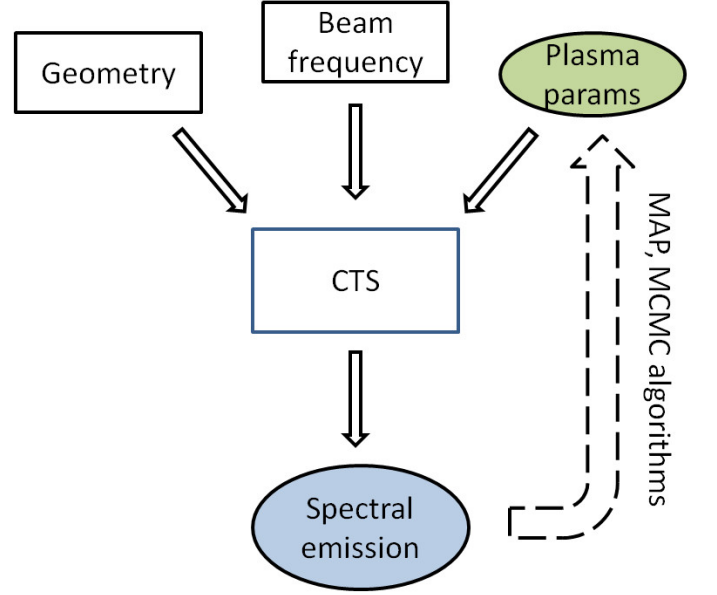 Geometry
Beam
frequency
Plasma
params
CTS
MAP, MCMC algorithms
Spectral
emission